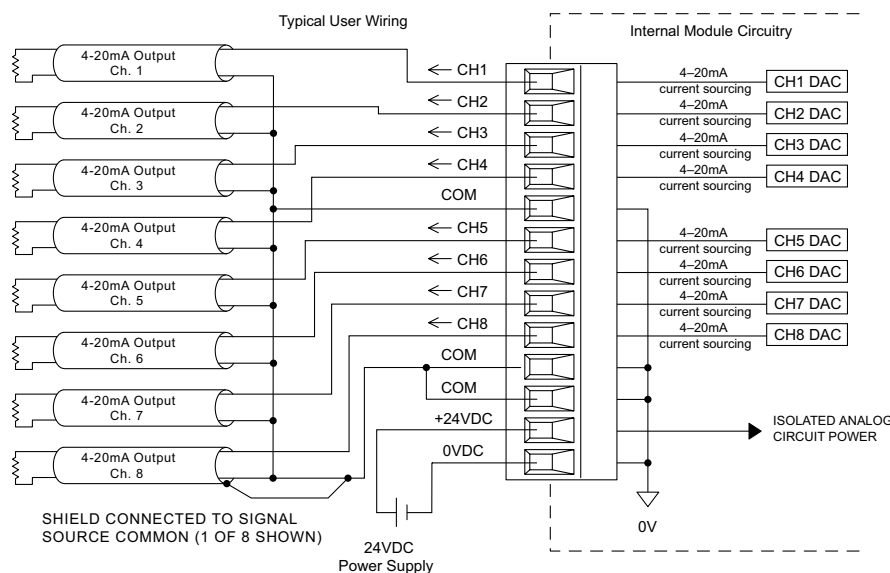 Typical User Wiring
Internal Module Circuitry
4-20mA Output
Ch. 1
4-20mA Output
Ch. 2
4-20mA Output
Ch. 3
4-20mA Output
Ch. 4
4-20mA Output
Ch. 5
4-20mA Output
Ch. 6
4-20mA Output
Ch. 7
4-20mA Output
Ch. 8
CH1
CH2
CH3
CH4
COM
CH5
CH6
CH7
CH8
COM
COM
+24VDC
0VDC
4–20mA
current sourcing
CH1 DAC
4–20mA
current sourcing
CH2 DAC
4–20mA
current sourcing
CH3 DAC
4–20mA
current sourcing
CH4 DAC
4–20mA
current sourcing
CH5 DAC
4–20mA
current sourcing
CH6 DAC
4–20mA
current sourcing
CH7 DAC
4–20mA
current sourcing
CH8 DAC
ISOLATED ANALOG
CIRCUIT POWER
0V
SHIELD CONNECTED TO SIGNAL
SOURCE COMMON (1 OF 8 SHOWN)
24VDC
Power Supply